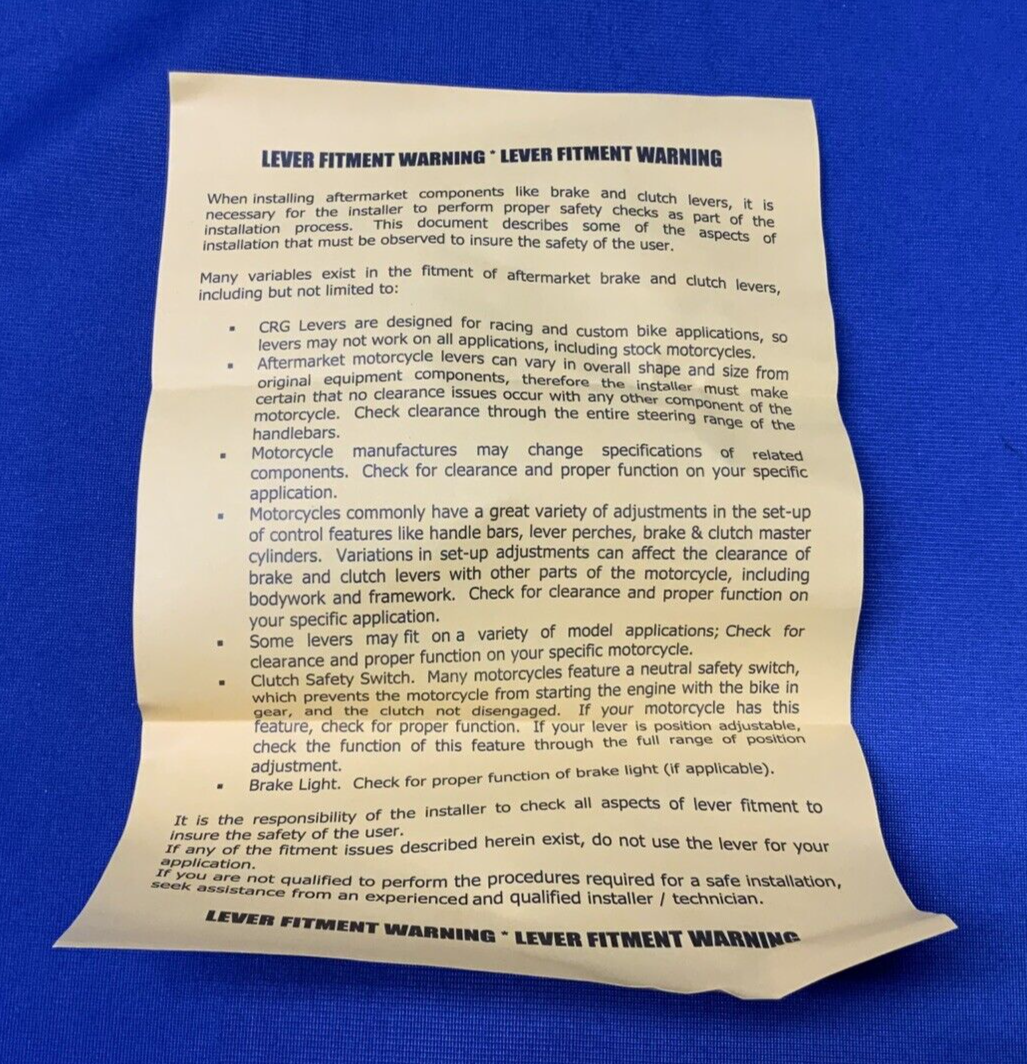 LEVER FITMENT WARNING * LEVER FITMENT WARNING
When installing aftermarket components like brake and clutch levers, it is
necessary for the installer to perform proper safety checks as part of the
installation process. This document describes some of the aspects of
installation that must be observed to insure the safety of the user.
Many variables exist in the fitment of aftermarket brake and clutch levers,
including but not limited to:
▪ CRG Levers are designed for racing and custom bike applications, so
levers may not work on all applications, including stock motorcycles.
▪ Aftermarket motorcycle levers can vary in overall shape and size from
original equipment components, therefore the installer must make
certain that no clearance issues occur with any other component of the
motorcycle. Check clearance through the entire steering range of the
handlebars.
▪ Motorcycle manufactures may change specifications of related
components. Check for clearance and proper function on your specific
application.
▪ Motorcycles commonly have a great variety of adjustments in the set-up
of control features like handle bars, lever perches, brake & clutch master
cylinders. Variations in set-up adjustments can affect the clearance of
brake and clutch levers with other parts of the motorcycle, including
bodywork and framework. Check for clearance and proper function on
your specific application.
▪ Some levers may fit on a variety of model applications; Check for
clearance and proper function on your specific motorcycle.
▪ Clutch Safety Switch. Many motorcycles feature a neutral safety switch,
which prevents the motorcycle from starting the engine with the bike in
gear, and the clutch not disengaged. If your motorcycle has this
feature, check for proper function. If your lever is position adjustable,
check the function of this feature through the full range of position
adjustment.
▪ Brake Light. Check for proper function of brake light (if applicable).
It is the responsibility of the installer to check all aspects of lever fitment to
insure the safety of the user.
If any of the fitment issues described herein exist, do not use the lever for your
application.
If you are not qualified to perform the procedures required for a safe installation,
seek assistance from an experienced and qualified installer / technician.
LEVER FITMENT WARNING * LEVER FITMENT WARNING